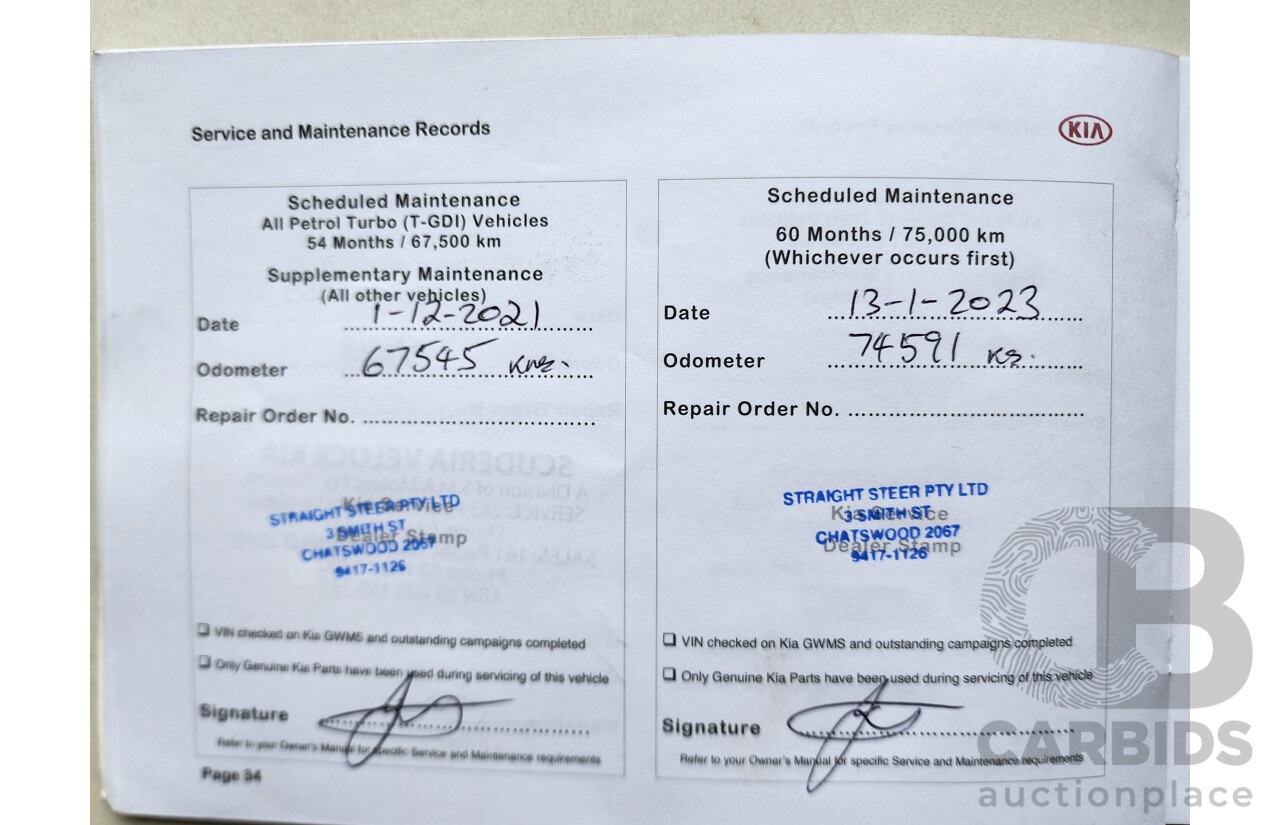 Service and Maintenance Records
KIA
Scheduled Maintenance
All Petrol Turbo (T-GDI) Vehicles
54 Months / 67,500 km
Supplementary Maintenance
(All other vehicles)
Date 1-12-2021
Odometer 67545 kms.
Repair Order No.
Kia Service
Dealer Stamp
STRAIGHT STEER PTY LTD
3 SMITH ST
CHATSWOOD 2067
9417-1126
❏ VIN checked on Kia GWMS and outstanding campaigns completed
❏ Only Genuine Kia Parts have been used during servicing of this vehicle
Signature
Refer to your Owner's Manual for specific Service and Maintenance requirements
Page 34
Scheduled Maintenance
60 Months / 75,000 km
(Whichever occurs first)
Date 13-1-2023
Odometer 74591 ks.
Repair Order No.
Kia Service
Dealer Stamp
STRAIGHT STEER PTY LTD
3 SMITH ST
CHATSWOOD 2067
9417-1126
❏ VIN checked on Kia GWMS and outstanding campaigns completed
❏ Only Genuine Kia Parts have been used during servicing of this vehicle
Signature
Refer to your Owner's Manual for specific Service and Maintenance requirements
CB
CARBIDS
auctionplace